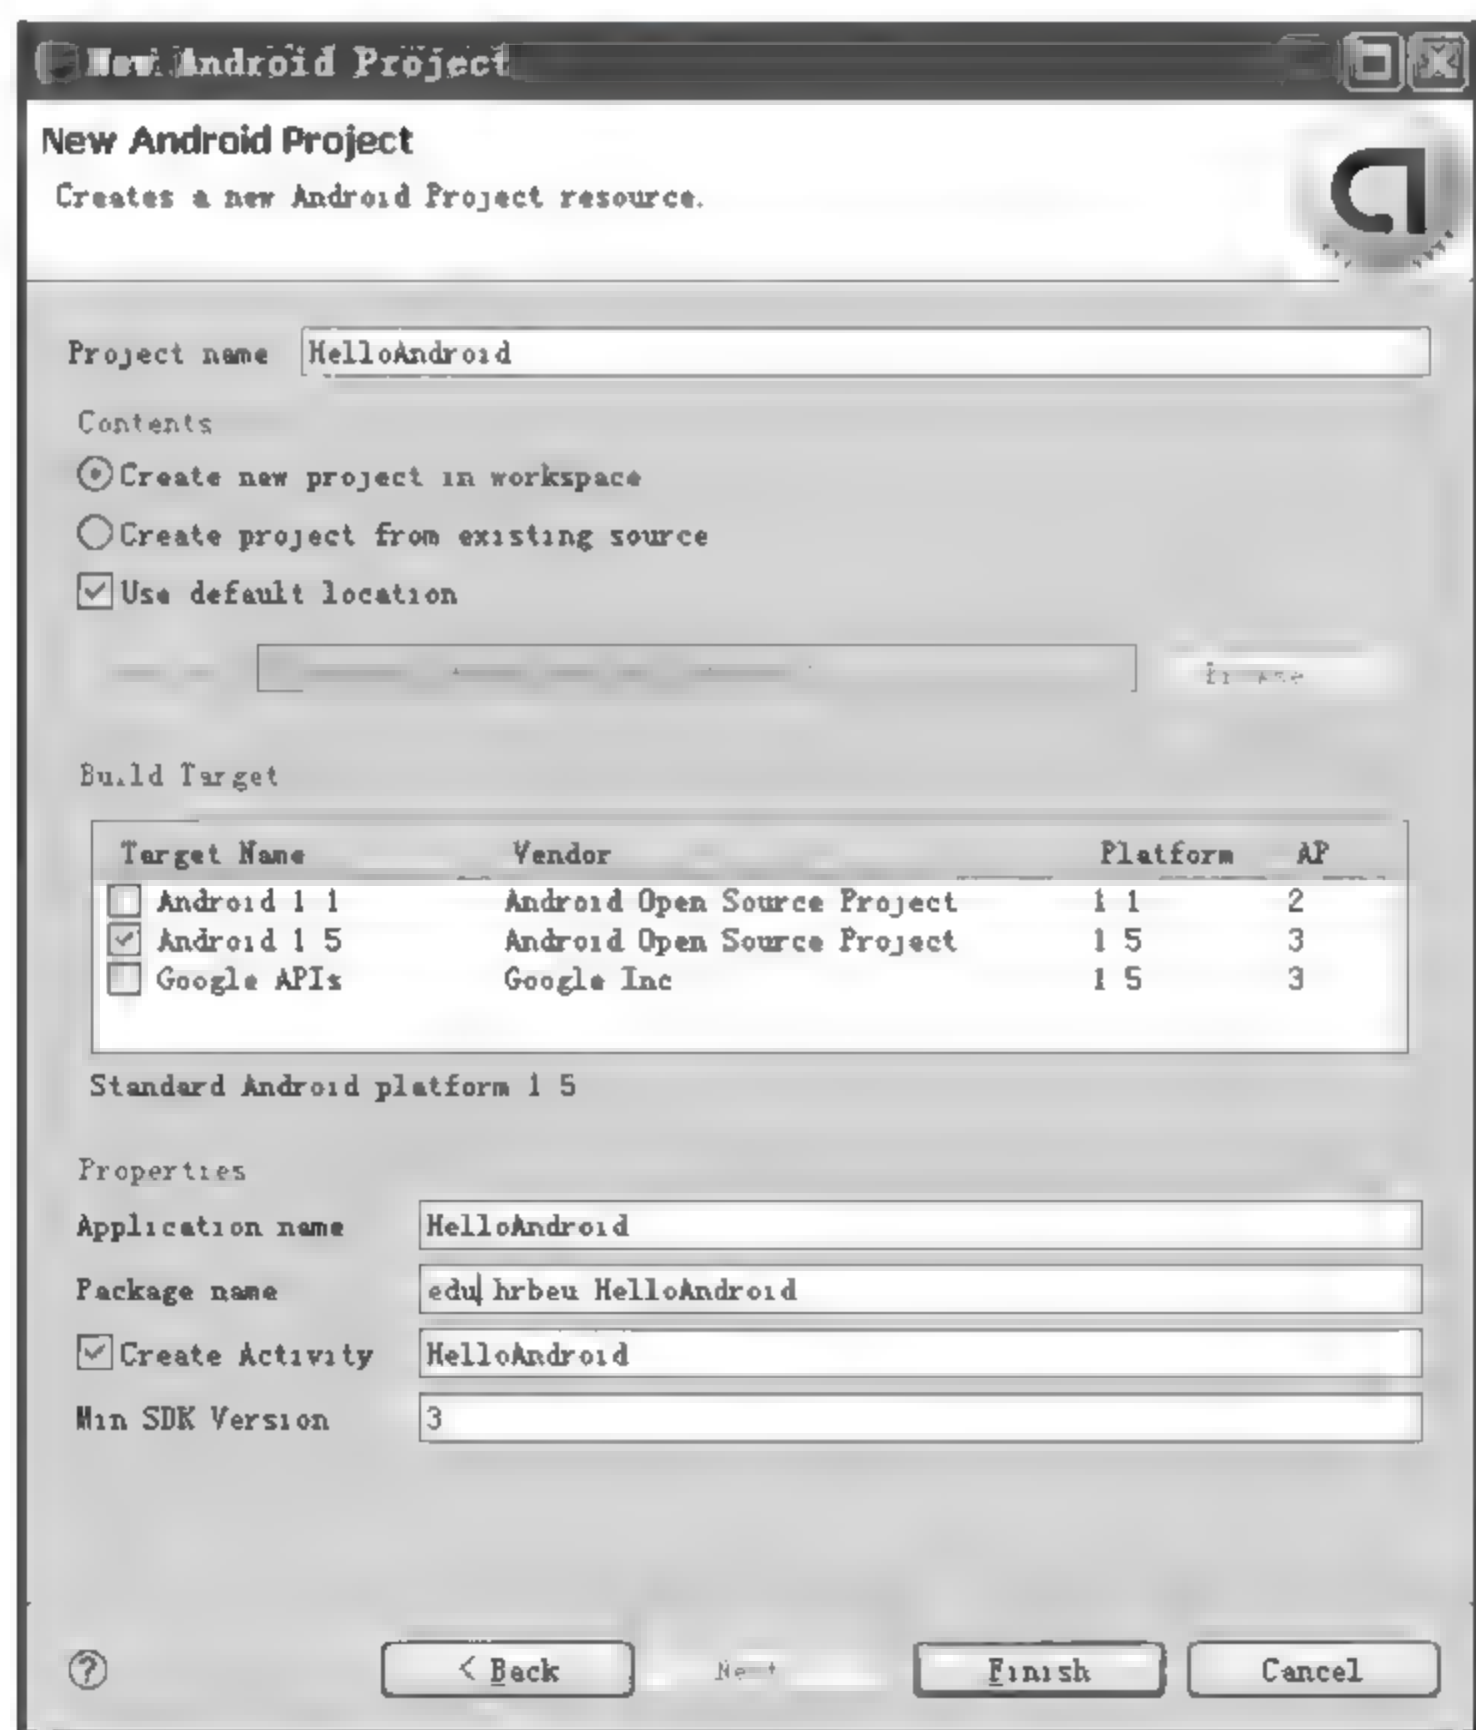 New Android Project
New Android Project
Creates a new Android Project resource.
Project name HelloAndroid
Contents
Create new project in workspace
Create project from existing source
Use default location
Build Target
Target Name Vendor Platform AP
Android 1 1 Android Open Source Project 1 1 2
Android 1 5 Android Open Source Project 1 5 3
Google APIs Google Inc 1 5 3
Standard Android platform 1 5
Properties
Application name HelloAndroid
Package name edu hrbeu HelloAndroid
Create Activity HelloAndroid
Min SDK Version 3
? < Back Finish Cancel